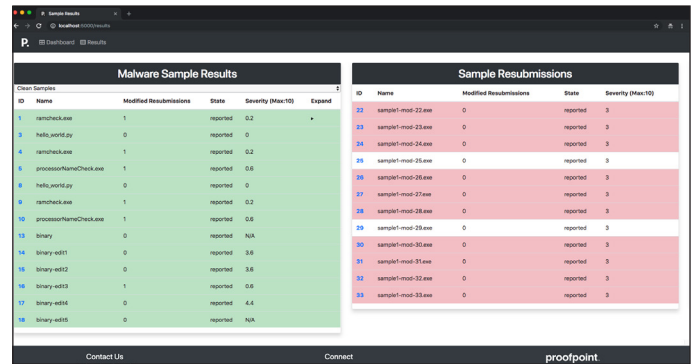 P. Sample Results
localhost:5000/results
P. Dashboard Results
Malware Sample Results
Clean Samples
ID Name Modified Resubmissions State Severity (Max:10) Expand
1 ramcheck.exe 1 reported 0.2
3 hello_world.py 0 reported 0
4 ramcheck.exe 1 reported 0.2
5 processorNameCheck.exe 1 reported 0.6
8 hello_world.py 0 reported 0
9 ramcheck.exe 1 reported 0.2
10 processorNameCheck.exe 1 reported 0.6
13 binary 0 reported N/A
14 binary-edit1 0 reported 3.6
15 binary-edit2 0 reported 3.6
16 binary-edit3 1 reported 0.6
17 binary-edit4 0 reported 4.4
18 binary-edit5 0 reported N/A
Sample Resubmissions
ID Name Modified Resubmissions State Severity (Max:10)
22 sample1-mod-22.exe 0 reported 3
23 sample1-mod-23.exe 0 reported 3
24 sample1-mod-24.exe 0 reported 3
25 sample1-mod-25.exe 0 reported 3
26 sample1-mod-26.exe 0 reported 3
27 sample1-mod-27.exe 0 reported 3
28 sample1-mod-28.exe 0 reported 3
29 sample1-mod-29.exe 0 reported 3
30 sample1-mod-30.exe 0 reported 3
31 sample1-mod-31.exe 0 reported 3
32 sample1-mod-32.exe 0 reported 3
33 sample1-mod-33.exe 0 reported 3
Contact Us Connect proofpoint.